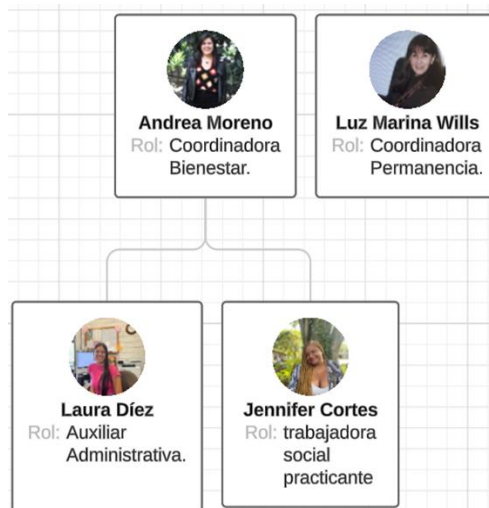 Andrea Moreno
Rol: Coordinadora
Bienestar.
Luz Marina Wills
Rol: Coordinadora
Permanencia.
Laura Díez
Rol: Auxiliar
Administrativa.
Jennifer Cortes
Rol: trabajadora
social
practicante